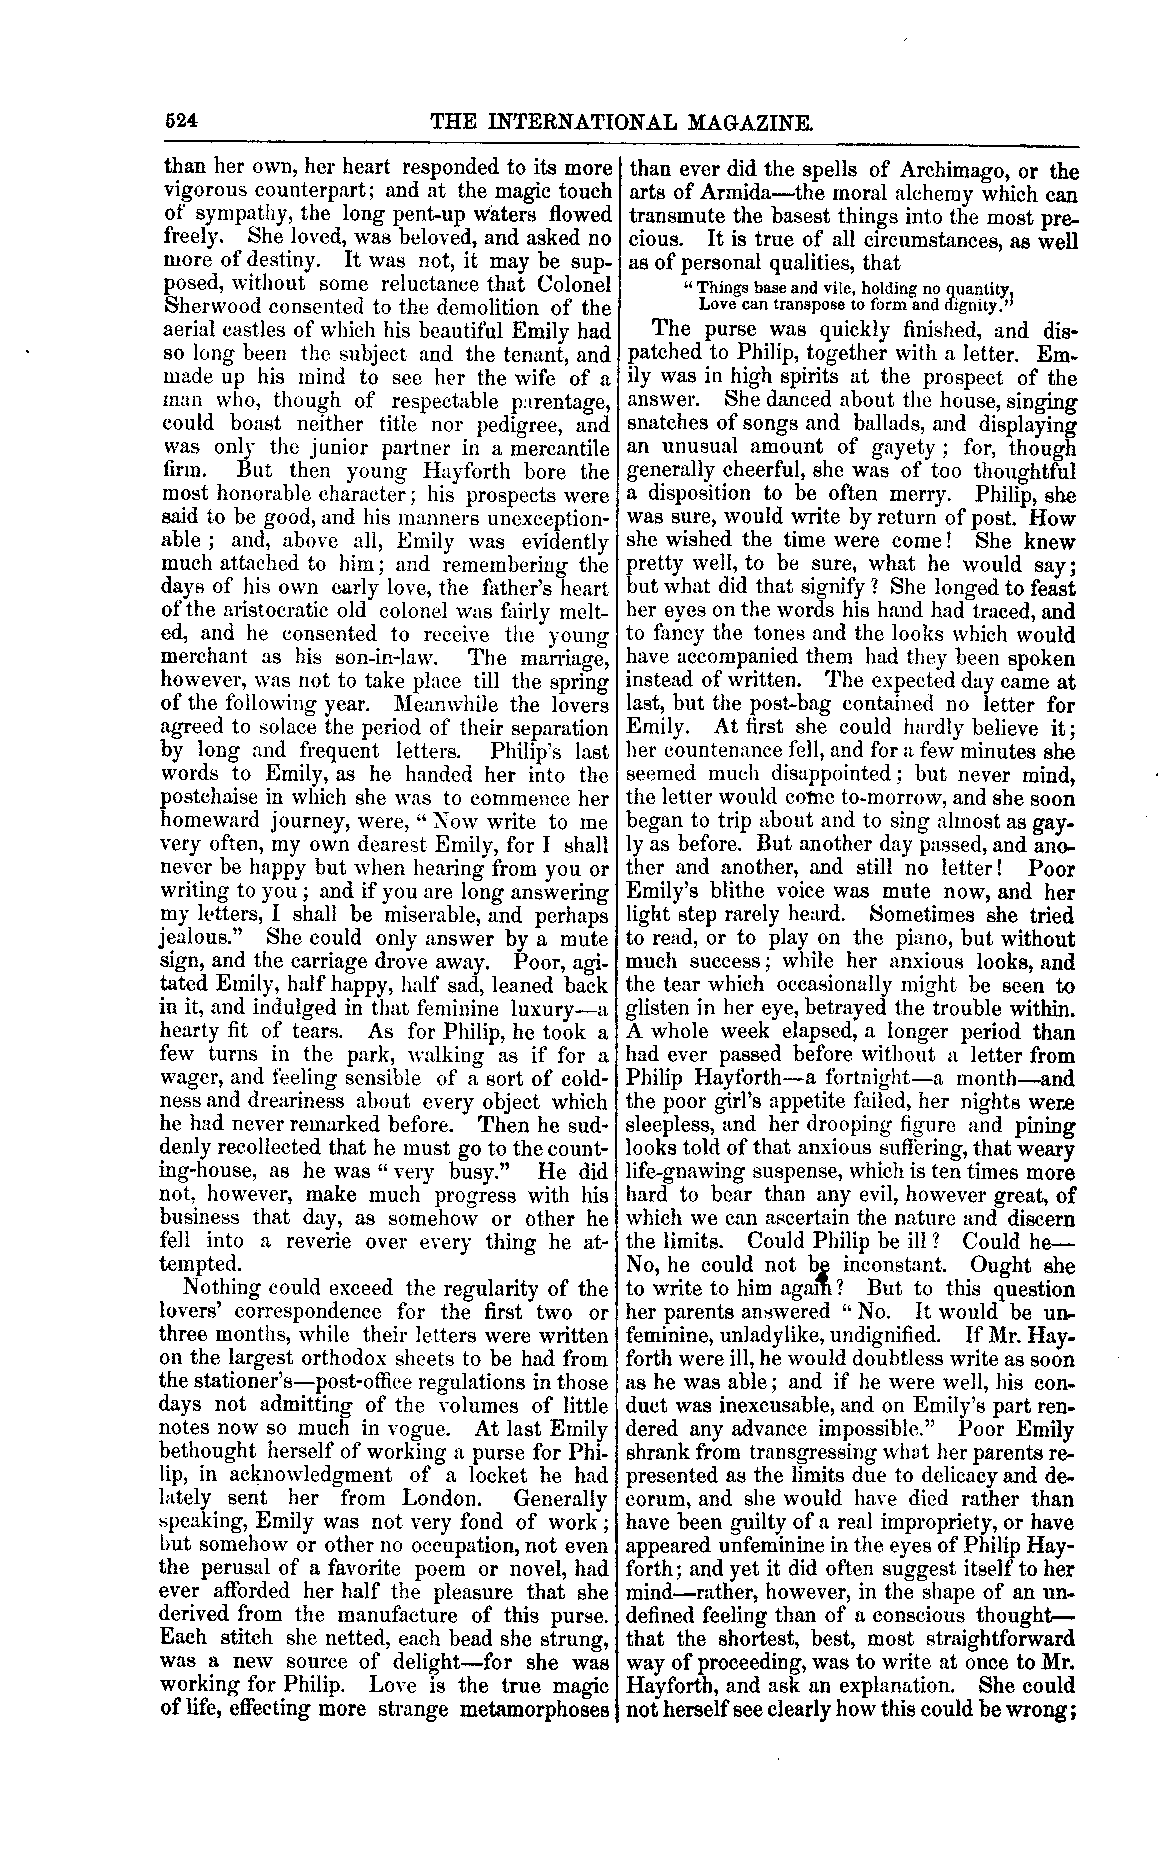 524
THE INTERNATIONAL MAGAZINE.
than her own, her heart responded to its more
vigorous counterpart; and at the magic touch
of sympathy, the long pent-up waters flowed
freely. She loved, was beloved, and asked no
more of destiny. It was not, it may be sup-
posed, without some reluctance that Colonel
Sherwood consented to the demolition of the
aerial castles of which his beautiful Emily had
so long been the subject and the tenant, and
made up his mind to see her the wife of a
man who, though of respectable parentage,
could boast neither title nor pedigree, and
was only the junior partner in a mercantile
firm. But then young Hayforth bore the
most honorable character; his prospects were
said to be good, and his manners unexception-
able; and, above all, Emily was evidently
much attached to him; and remembering the
days of his own early love, the father's heart
of the aristocratic old colonel was fairly melt-
ed, and he consented to receive the young
merchant as his son-in-law. The marriage,
however, was not to take place till the spring
of the following year. Meanwhile the lovers
agreed to solace the period of their separation
by long and frequent letters. Philip's last
words to Emily, as he handed her into the
postchaise in which she was to commence her
homeward journey, were, "Now write to me
very often, my own dearest Emily, for I shall
never be happy but when hearing from you or
writing to you; and if you are long answering
my letters, I shall be miserable, and perhaps
jealous." She could only answer by a mute
sign, and the carriage drove away. Poor, agi-
tated Emily, half happy, half sad, leaned back
in it, and indulged in that feminine luxury—a
hearty fit of tears. As for Philip, he took a
few turns in the park, walking as if for a
wager, and feeling sensible of a sort of cold-
ness and dreariness about every object which
he had never remarked before. Then he sud-
denly recollected that he must go to the count-
ing-house, as he was "very busy." He did
not, however, make much progress with his
business that day, as somehow or other he
fell into a reverie over every thing he at-
tempted.
Nothing could exceed the regularity of the
lovers' correspondence for the first two or
three months, while their letters were written
on the largest orthodox sheets to be had from
the stationer's—post-office regulations in those
days not admitting of the volumes of little
notes now so much in vogue. At last Emily
bethought herself of working a purse for Phi-
lip, in acknowledgment of a locket he had
lately sent her from London. Generally
speaking, Emily was not very fond of work;
but somehow or other no occupation, not even
the perusal of a favorite poem or novel, had
ever afforded her half the pleasure that she
derived from the manufacture of this purse.
Each stitch she netted, each bead she strung,
was a new source of delight—for she was
working for Philip. Love is the true magic
of life, effecting more strange metamorphoses
than ever did the spells of Archimago, or the
arts of Armida—the moral alchemy which can
transmute the basest things into the most pre-
cious. It is true of all circumstances, as well
as of personal qualities, that
"Things base and vile, holding no quantity,
Love can transpose to form and dignity."
The purse was quickly finished, and dis-
patched to Philip, together with a letter. Em-
ily was in high spirits at the prospect of the
answer. She danced about the house, singing
snatches of songs and ballads, and displaying
an unusual amount of gayety; for, though
generally cheerful, she was of too thoughtful
a disposition to be often merry. Philip, she
was sure, would write by return of post. How
she wished the time were come! She knew
pretty well, to be sure, what he would say;
but what did that signify? She longed to feast
her eyes on the words his hand had traced, and
to fancy the tones and the looks which would
have accompanied them had they been spoken
instead of written. The expected day came at
last, but the post-bag contained no letter for
Emily. At first she could hardly believe it;
her countenance fell, and for a few minutes she
seemed much disappointed; but never mind,
the letter would come to-morrow, and she soon
began to trip about and to sing almost as gay-
ly as before. But another day passed, and ano-
ther and another, and still no letter! Poor
Emily's blithe voice was mute now, and her
light step rarely heard. Sometimes she tried
to read, or to play on the piano, but without
much success; while her anxious looks, and
the tear which occasionally might be seen to
glisten in her eye, betrayed the trouble within.
A whole week elapsed, a longer period than
had ever passed before without a letter from
Philip Hayforth—a fortnight—a month—and
the poor girl's appetite failed, her nights were
sleepless, and her drooping figure and pining
looks told of that anxious suffering, that weary
life-gnawing suspense, which is ten times more
hard to bear than any evil, however great, of
which we can ascertain the nature and discern
the limits. Could Philip be ill? Could he—
No, he could not be inconstant. Ought she
to write to him again? But to this question
her parents answered "No. It would be un-
feminine, unladylike, undignified. If Mr. Hay-
forth were ill, he would doubtless write as soon
as he was able; and if he were well, his con-
duct was inexcusable, and on Emily's part ren-
dered any advance impossible." Poor Emily
shrank from transgressing what her parents re-
presented as the limits due to delicacy and de-
corum, and she would have died rather than
have been guilty of a real impropriety, or have
appeared unfeminine in the eyes of Philip Hay-
forth; and yet it did often suggest itself to her
mind—rather, however, in the shape of an un-
defined feeling than of a conscious thought—
that the shortest, best, most straightforward
way of proceeding, was to write at once to Mr.
Hayforth, and ask an explanation. She could
not herself see clearly how this could be wrong;